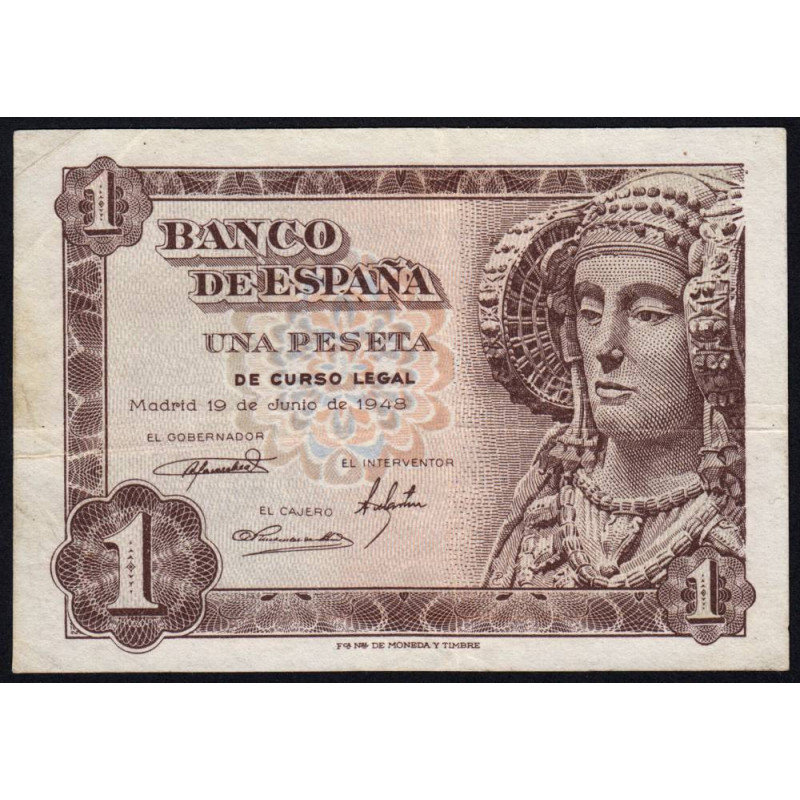 1
BANCO
DE ESPAÑA
UNA PESETA
DE CURSO LEGAL
Madrid 19 de Junio de 1948
EL GOBERNADOR
EL INTERVENTOR
EL CAJERO
1
1
Fca Nal DE MONEDA Y TIMBRE